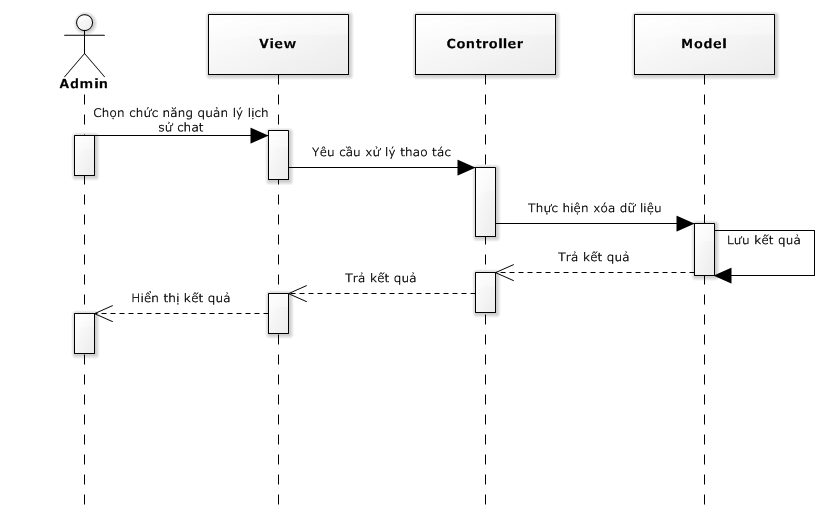 View
Controller
Model
Admin
Chọn chức năng quản lý lịch
sử chat
Yêu cầu xử lý thao tác
Thực hiện xóa dữ liệu
Lưu kết quả
Trả kết quả
Trả kết quả
Hiển thị kết quả